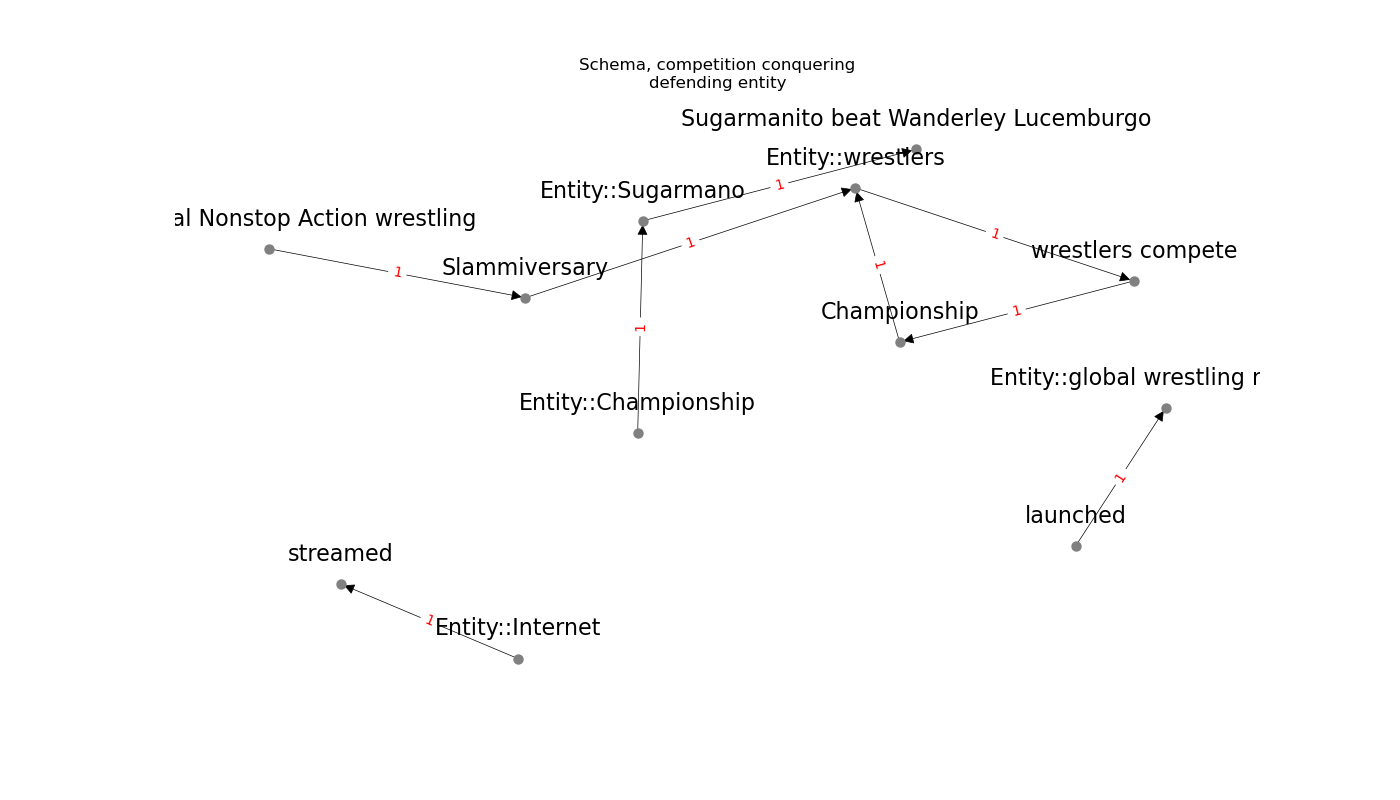 Schema, competition conquering
defending entity
Sugarmanito beat Wanderley Lucemburgo
Entity::wrestlers
1
Entity::Sugarmano
al Nonstop Action wrestling
1
1
wrestlers compete
Slammiversary
1
1
Championship
1
1
Entity::global wrestling r
Entity::Championship
1
launched
streamed
1
Entity::Internet